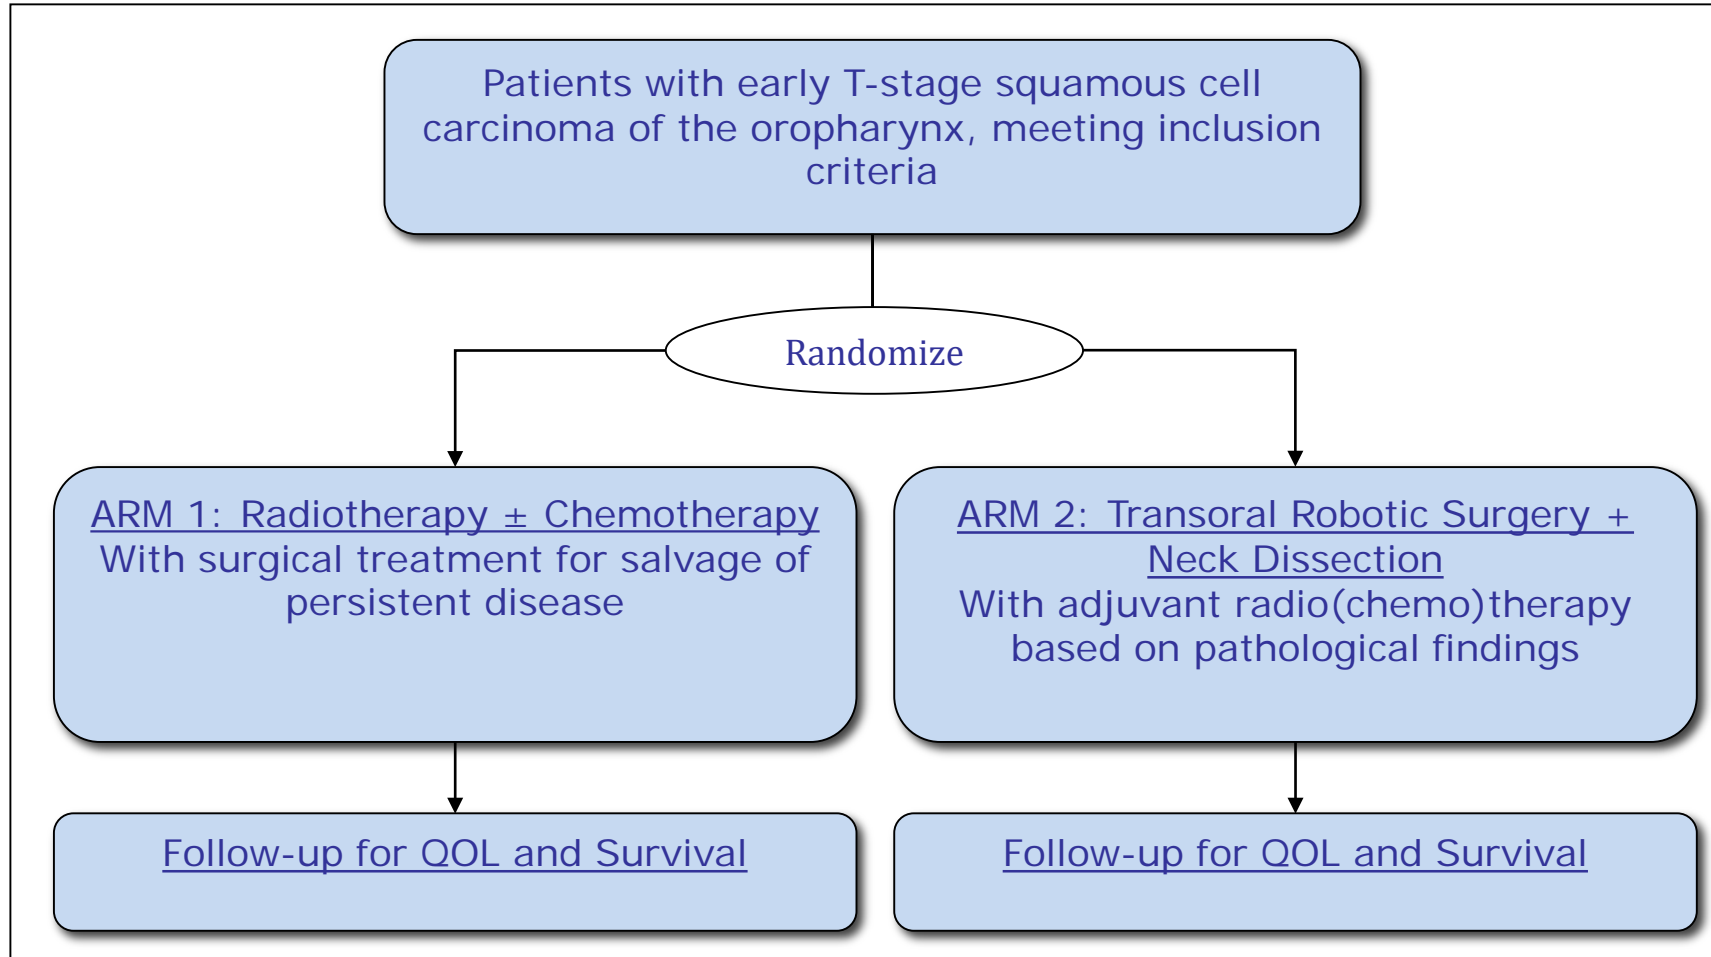 Patients with early T-stage squamous cell
carcinoma of the oropharynx, meeting inclusion
criteria
Randomize
ARM 1: Radiotherapy ± Chemotherapy
With surgical treatment for salvage of
persistent disease
ARM 2: Transoral Robotic Surgery +
Neck Dissection
With adjuvant radio(chemo)therapy
based on pathological findings
Follow-up for QOL and Survival
Follow-up for QOL and Survival